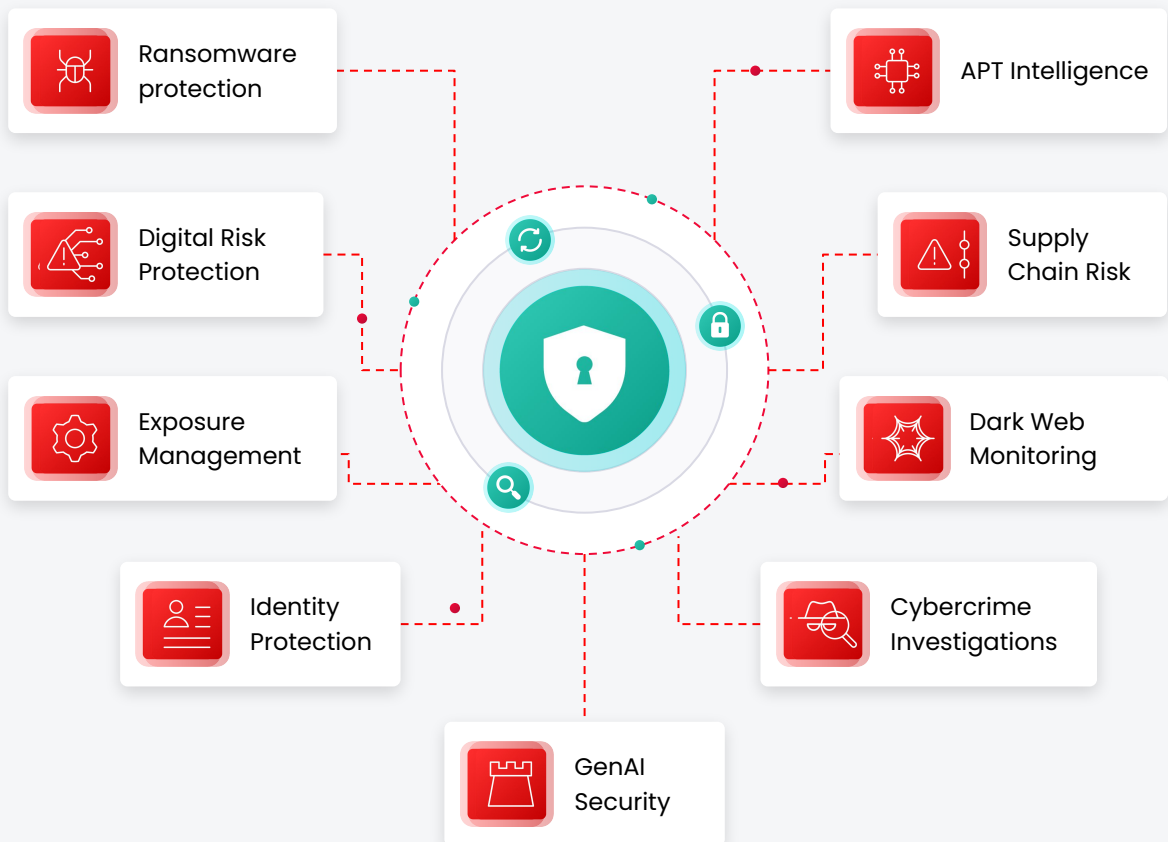 Ransomware
protection
APT Intelligence
Digital Risk
Protection
Supply
Chain Risk
Exposure
Management
Dark Web
Monitoring
Identity
Protection
Cybercrime
Investigations
GenAI
Security